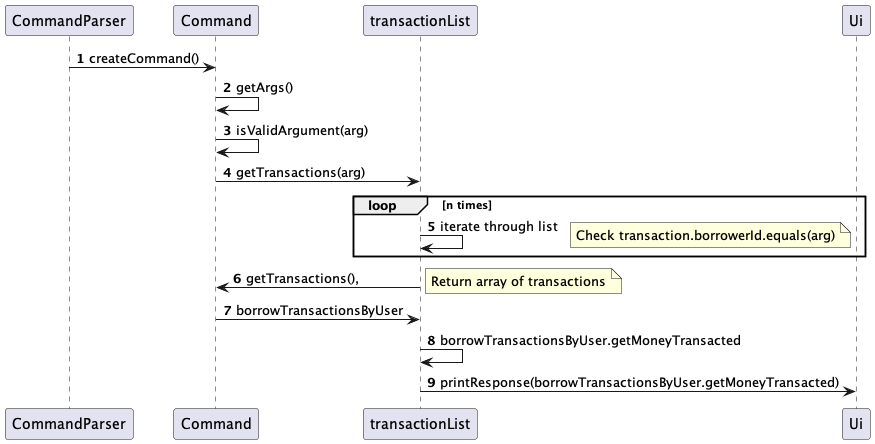 CommandParser
Command
transactionList
Ui
1 createCommand()
2 getArgs()
3 isValidArgument(arg)
4 getTransactions(arg)
loop
[n times]
5 iterate through list
Check transaction.borrowerId.equals(arg)
6 getTransactions(),
Return array of transactions
7 borrowTransactionsByUser
8 borrowTransactionsByUser.getMoneyTransacted
9 printResponse(borrowTransactionsByUser.getMoneyTransacted)
CommandParser
Command
transactionList
Ui